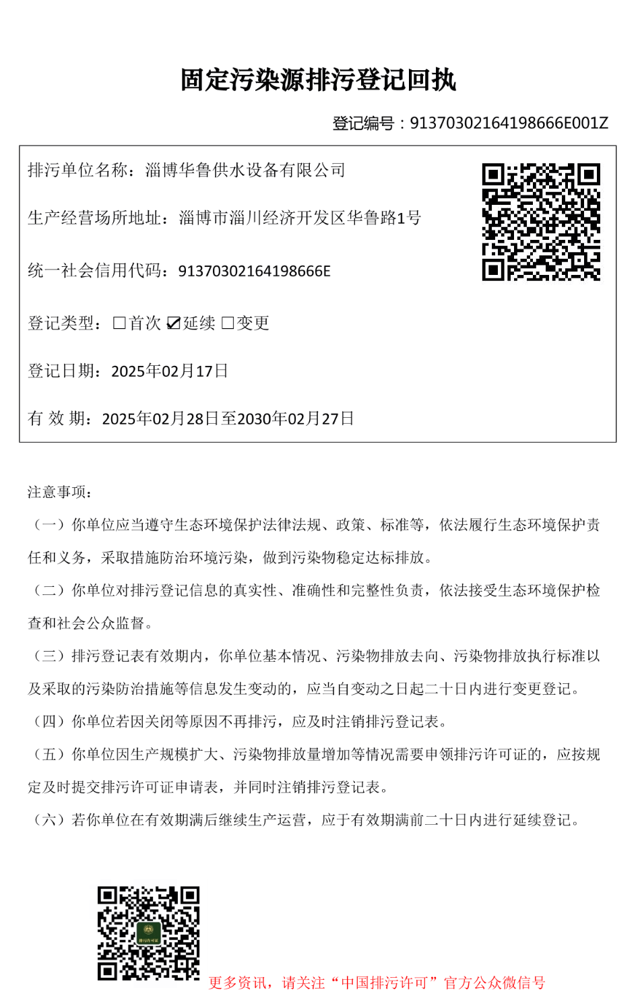 固定污染源排污登记回执
登记编号：91370302164198666E001Z
排污单位名称：淄博华鲁供水设备有限公司
生产经营场所地址：淄博市淄川经济开发区华鲁路1号
统一社会信用代码：91370302164198666E
登记类型：□首次 ☑延续 □变更
登记日期：2025年02月17日
有 效 期：2025年02月28日至2030年02月27日
注意事项：
（一）你单位应当遵守生态环境保护法律法规、政策、标准等，依法履行生态环境保护责
任和义务，采取措施防治环境污染，做到污染物稳定达标排放。
（二）你单位对排污登记信息的真实性、准确性和完整性负责，依法接受生态环境保护检
查和社会公众监督。
（三）排污登记表有效期内，你单位基本情况、污染物排放去向、污染物排放执行标准以
及采取的污染防治措施等信息发生变动的，应当自变动之日起二十日内进行变更登记。
（四）你单位若因关闭等原因不再排污，应及时注销排污登记表。
（五）你单位因生产规模扩大、污染物排放量增加等情况需要申领排污许可证的，应按规
定及时提交排污许可证申请表，并同时注销排污登记表。
（六）若你单位在有效期满后继续生产运营，应于有效期满前二十日内进行延续登记。
排污许可证
更多资讯，请关注“中国排污许可”官方公众微信号